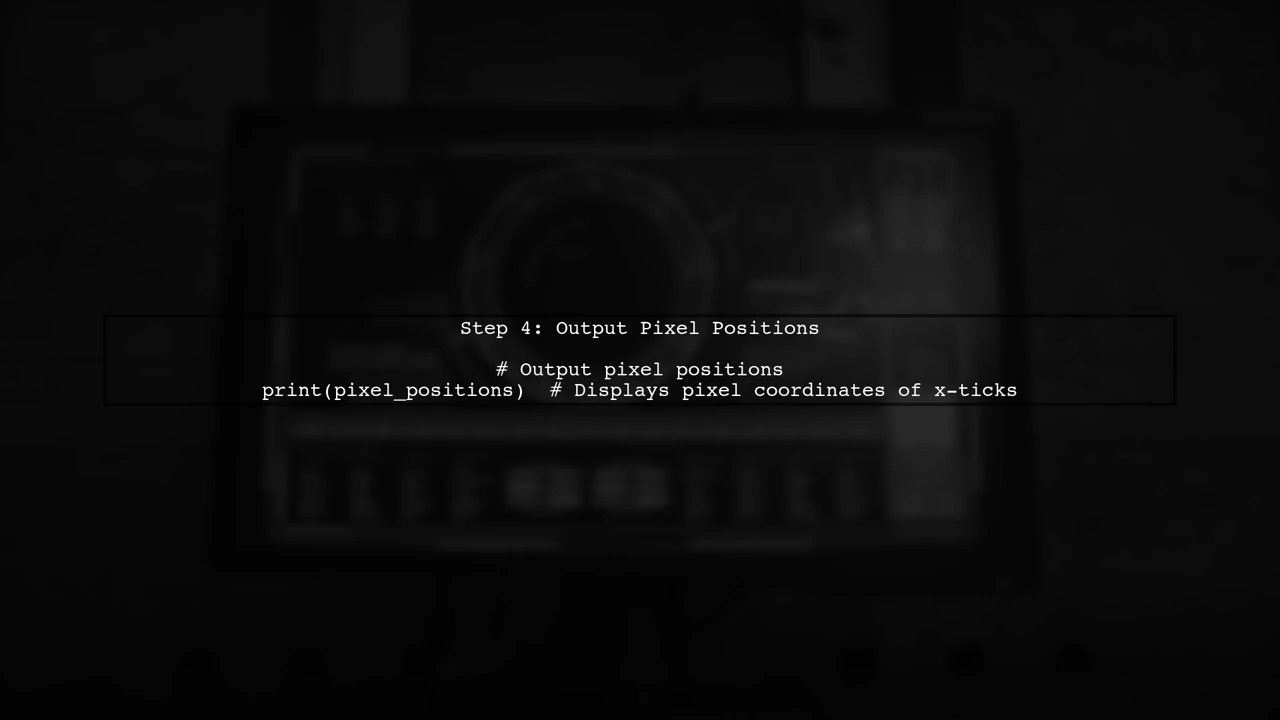 Step 4: Output Pixel Positions
# Output pixel positions
print(pixel_positions)  # Displays pixel coordinates of x-ticks